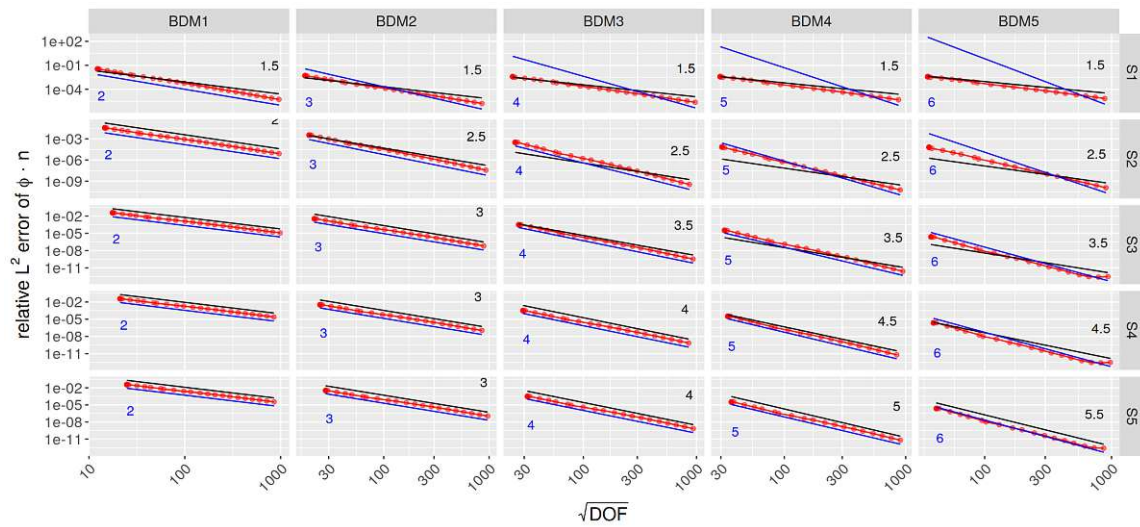 BDM1 BDM2 BDM3 BDM4 BDM5
1e+02
1e-01
1e-04
1.5 1.5 1.5 1.5 1.5
2 3 4 5 6
S1
1e-03
1e-06
1e-09
2 2.5 2.5 2.5 2.5
2 3 4 5 6
S2
1e-02
1e-05
1e-08
1e-11
3 3.5 3.5 3.5
2 3 4 5 6
S3
1e-02
1e-05
1e-08
1e-11
3 4 4.5 4.5
2 3 4 5 6
S4
1e-02
1e-05
1e-08
1e-11
3 4 5 5.5
2 3 4 5 6
S5
10 100 1000 30 100 300 900 30 100 300 1000 30 100 300 1000 100 300 1000
√DOF
relative L² error of ϕ · n